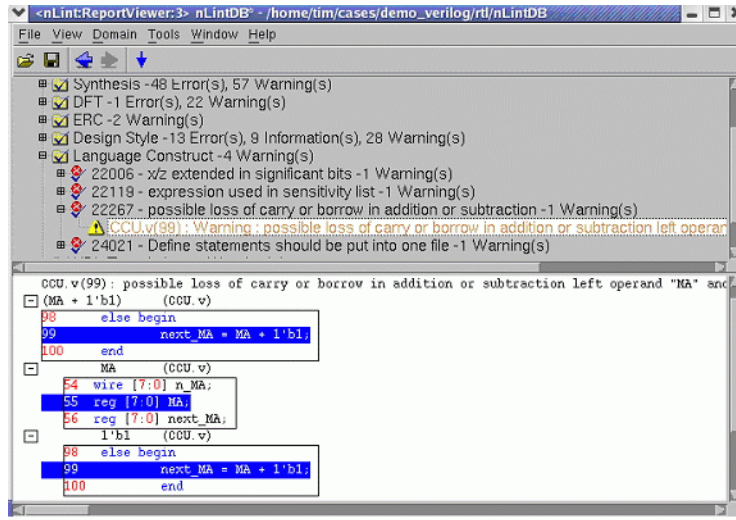 <nLint:ReportViewer:3> nLintDB* - /home/tim/cases/demo_verilog/rtl/nLintDB
File View Domain Tools Window Help
Synthesis -48 Error(s), 57 Warning(s)
DFT -1 Error(s), 22 Warning(s)
ERC -2 Warning(s)
Design Style -13 Error(s), 9 Information(s), 28 Warning(s)
Language Construct -4 Warning(s)
22006 - x/z extended in significant bits -1 Warning(s)
22119 - expression used in sensitivity list -1 Warning(s)
22267 - possible loss of carry or borrow in addition or subtraction -1 Warning(s)
CCU.v(99) : Warning : possible loss of carry or borrow in addition or subtraction left operan
24021 - Define statements should be put into one file -1 Warning(s)
CCU.v(99): possible loss of carry or borrow in addition or subtraction left operand "MA" and
(MA + 1'b1) (CCU.v)
98 else begin
99 next_MA = MA + 1'b1;
100 end
MA (CCU.v)
54 wire [7:0] n_MA;
55 reg [7:0] MA;
56 reg [7:0] next_MA;
1'b1 (CCU.v)
98 else begin
99 next_MA = MA + 1'b1;
100 end